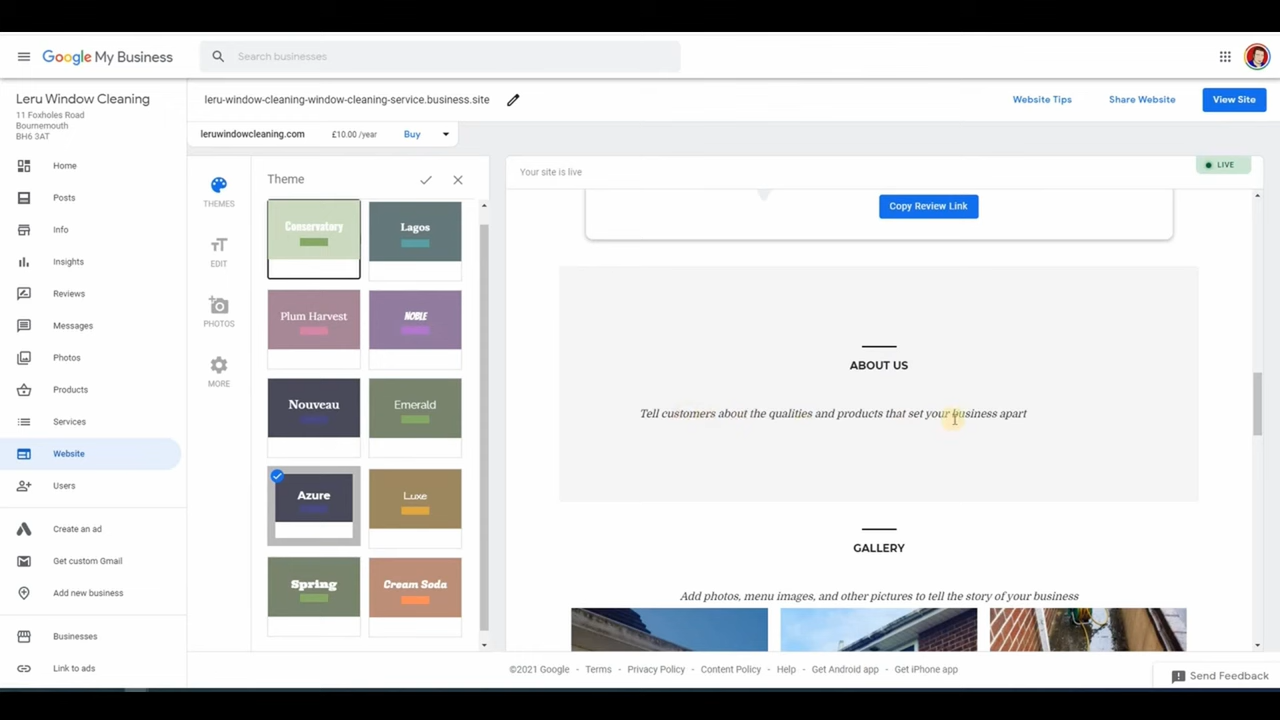 Google My Business
Search businesses
Leru Window Cleaning
11 Foxholes Road
Bournemouth
BH6 3AT
Home
Posts
Info
Insights
Reviews
Messages
Photos
Products
Services
Website
Users
Create an ad
Get custom Gmail
Add new business
Businesses
Link to ads
leru-window-cleaning-window-cleaning-service.business.site
Website Tips
Share Website
View Site
leruwindowcleaning.com
£10.00 /year
Buy
THEMES
EDIT
PHOTOS
MORE
Theme
Conservatory
Lagos
Plum Harvest
NOBLE
Nouveau
Emerald
Azure
Luxe
Spring
Cream Soda
Your site is live
LIVE
Copy Review Link
ABOUT US
Tell customers about the qualities and products that set your business apart
GALLERY
Add photos, menu images, and other pictures to tell the story of your business
©2021 Google - Terms - Privacy Policy - Content Policy - Help - Get Android app - Get iPhone app
Send Feedback